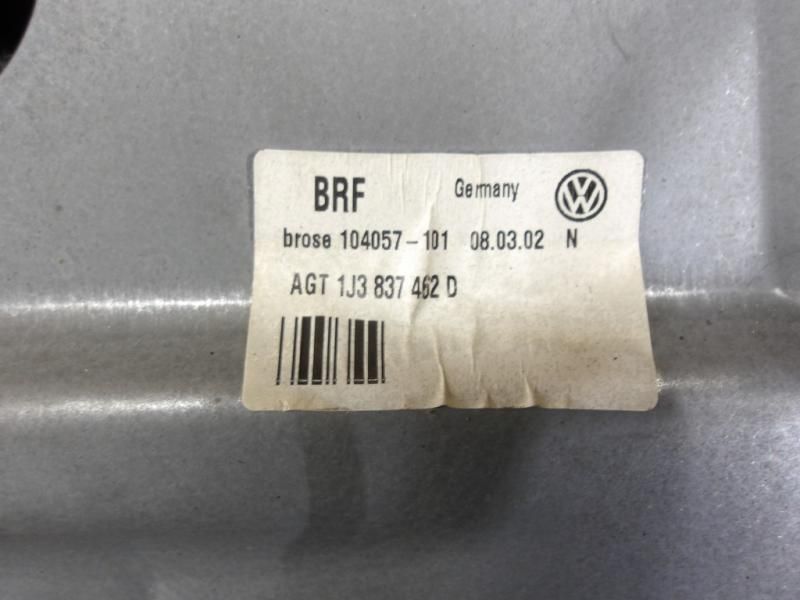 BRF Germany
brose 104057-101 08.03.02 N
AGT 1J3 837 462 D